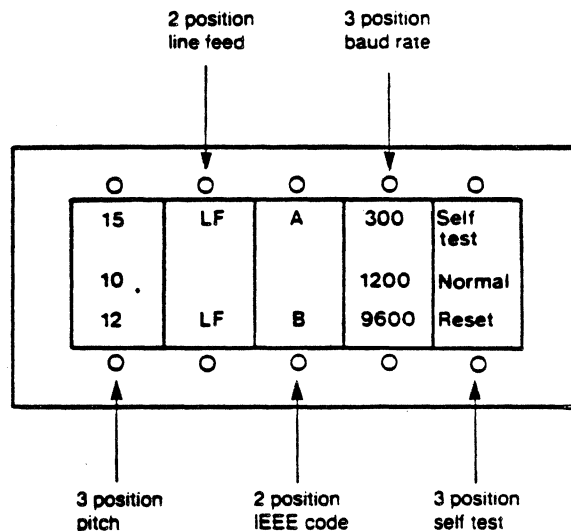 2 position
line feed
3 position
baud rate
15 LF A 300 Self
test
10 1200 Normal
12 LF B 9600 Reset
3 position
pitch
2 position
IEEE code
3 position
self test